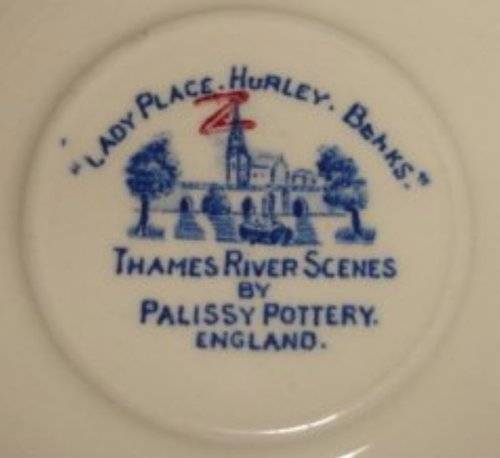 "LADY PLACE. HURLEY. BERKS."
THAMES RIVER SCENES
BY
PALISSY POTTERY.
ENGLAND.